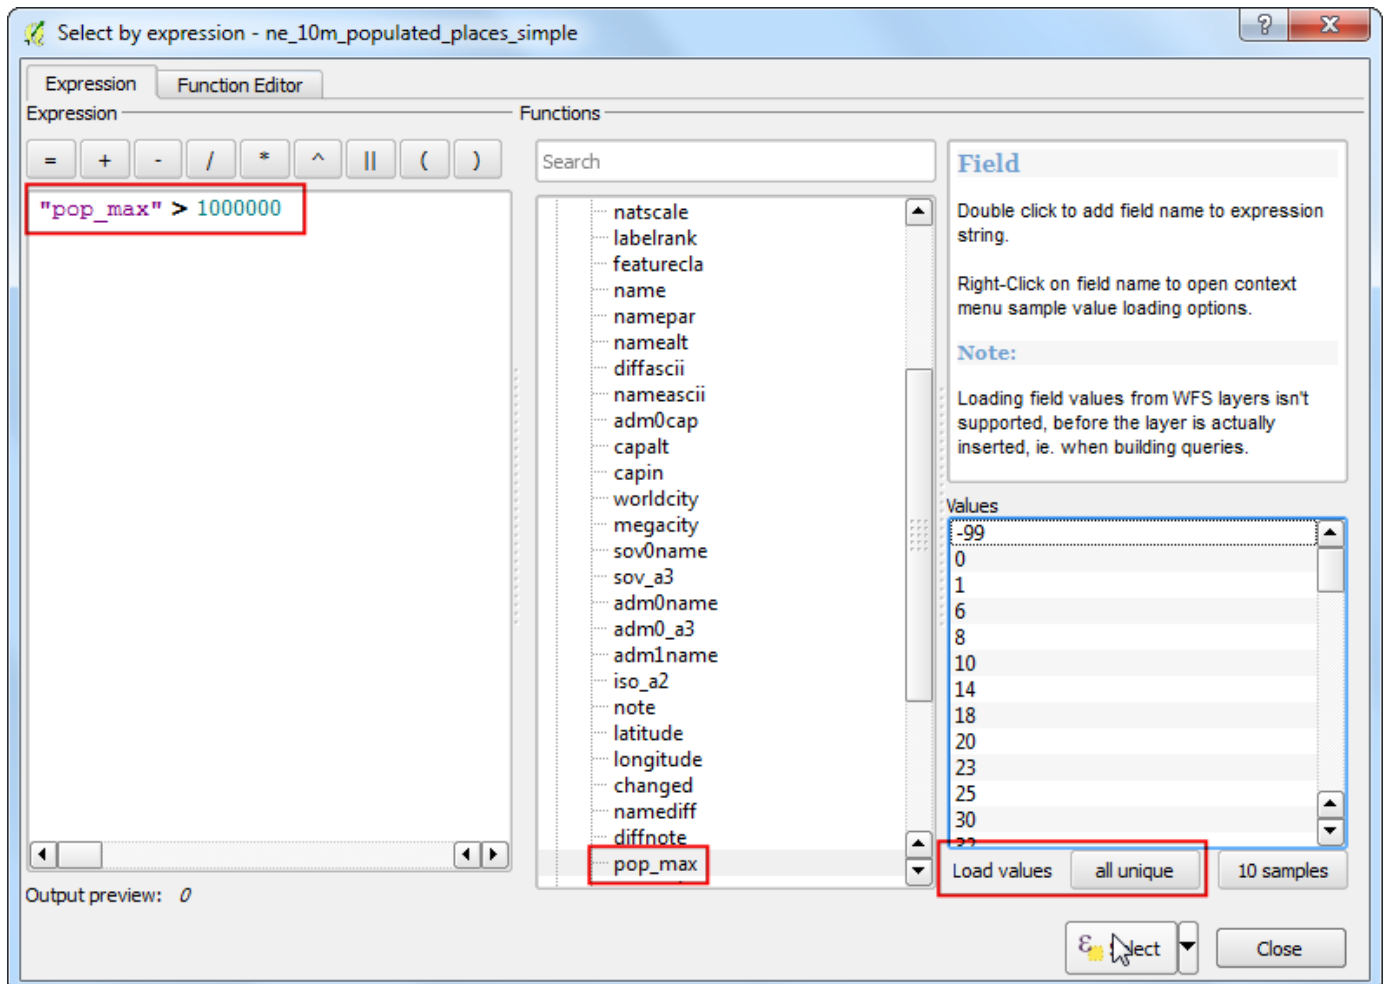 Select by expression - ne_10m_populated_places_simple
Expression
Function Editor
Expression
Functions
= + - / * ^ || ( )
Search
"pop_max" > 1000000
natscale
labelrank
featurecla
name
namepar
namealt
diffascii
nameascii
adm0cap
capalt
capin
worldcity
megacity
sov0name
sov_a3
adm0name
adm0_a3
adm1name
iso_a2
note
latitude
longitude
changed
namediff
diffnote
pop_max
Field
Double click to add field name to expression
string.
Right-Click on field name to open context
menu sample value loading options.
Note:
Loading field values from WFS layers isn't
supported, before the layer is actually
inserted, ie. when building queries.
Values
-99
0
1
6
8
10
14
18
20
23
25
30
Load values
all unique
10 samples
Output preview: 0
Close